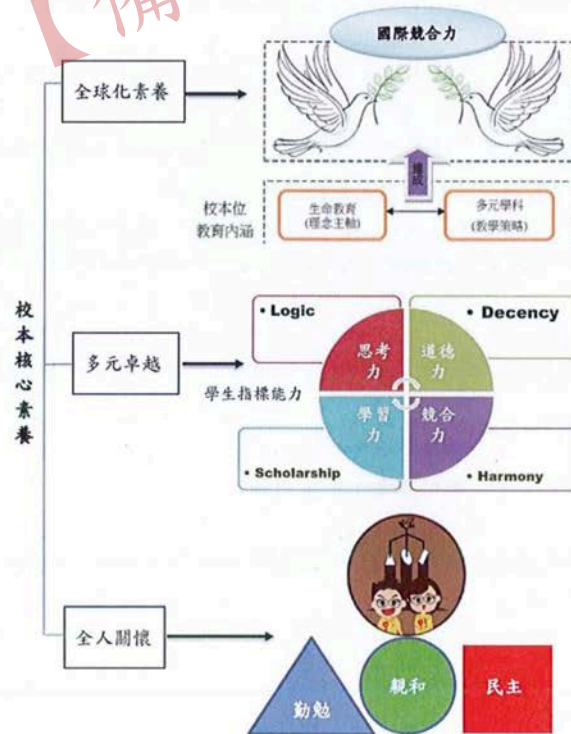 【備
國際競合力
全球化素養
達成
校本位
教育內涵
生命教育
(理念主軸)
多元學科
(教學策略)
校本核心素養
• Logic
• Decency
思考力
道德力
多元卓越
學生指標能力
學習力
競合力
• Scholarship
• Harmony
全人關懷
勤勉
親和
民主